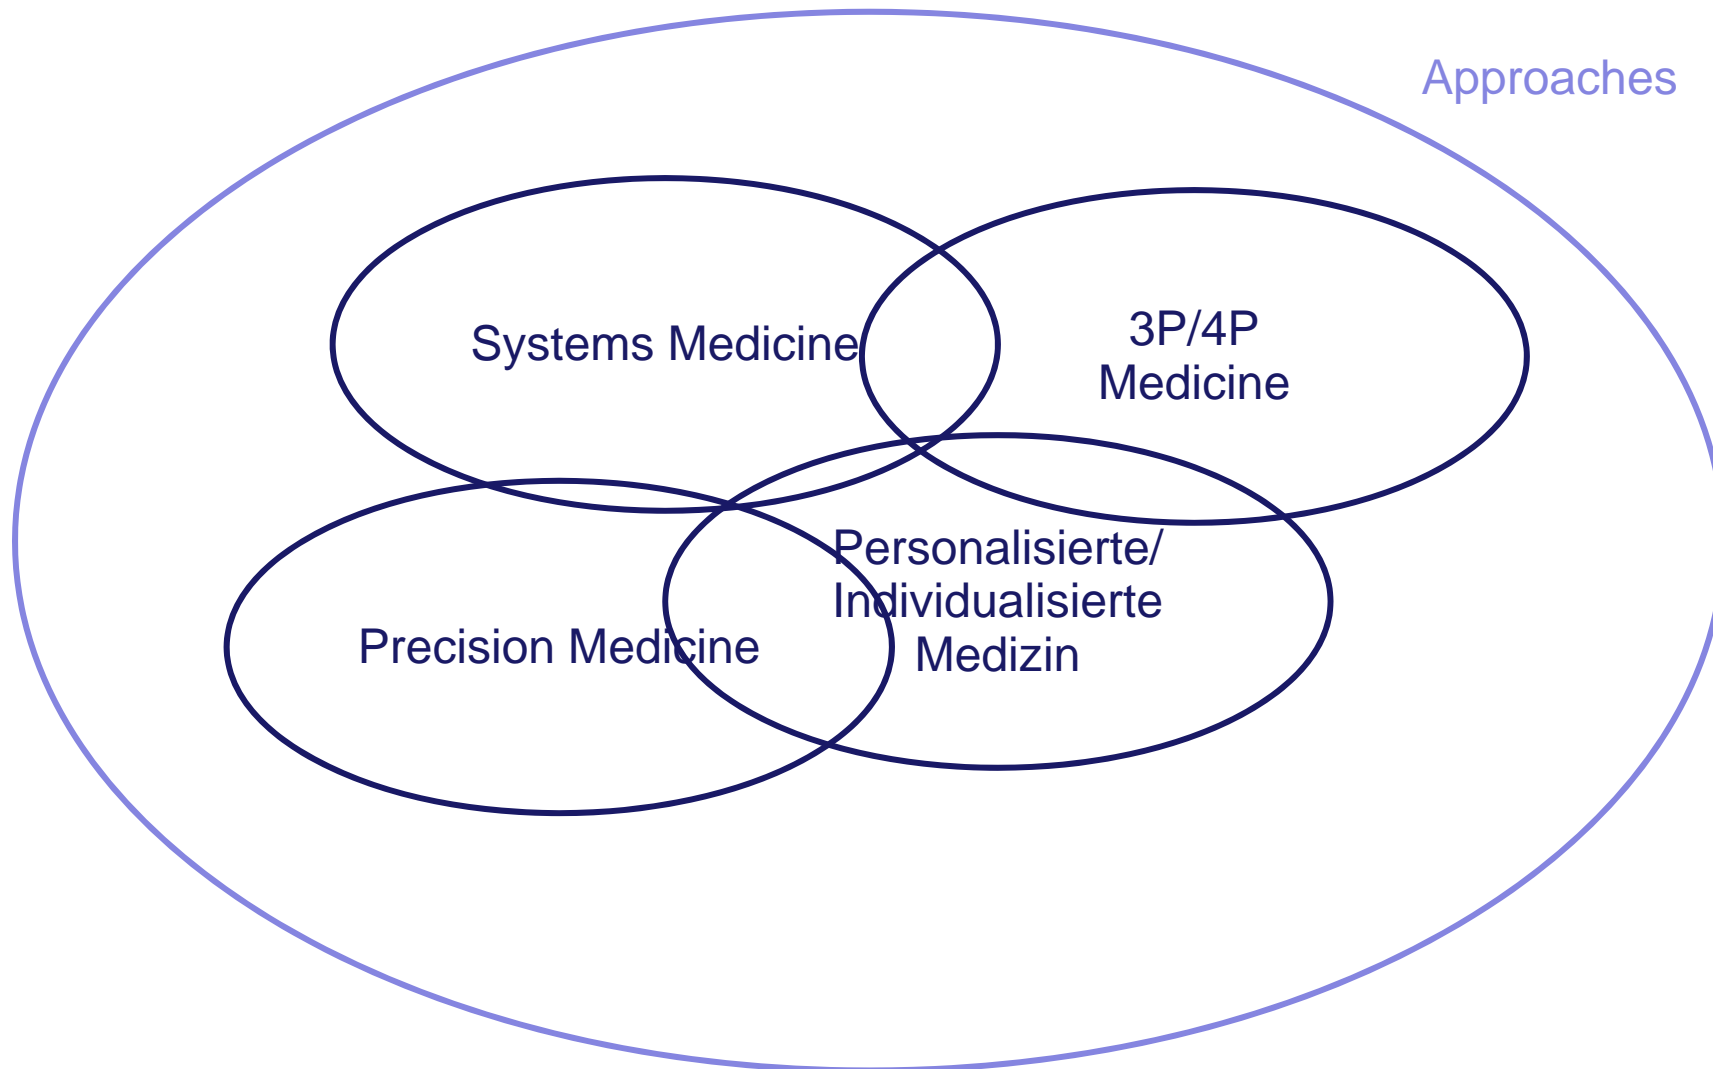 Approaches
Systems Medicine
3P/4P
Medicine
Personalisierte/
Individualisierte
Medizin
Precision Medicine